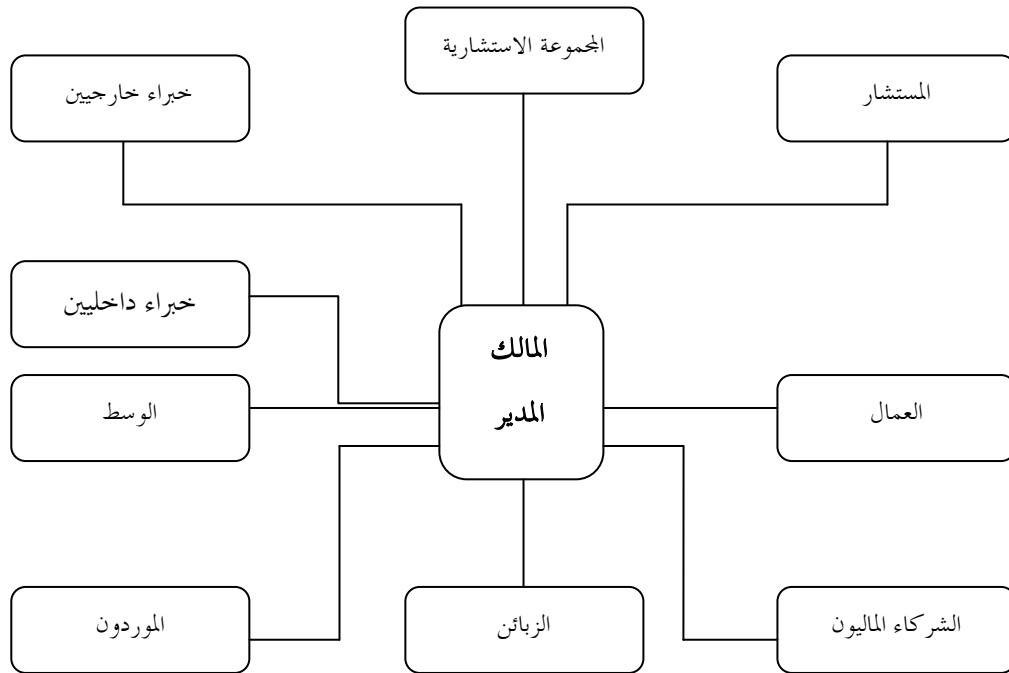 المجموعة الاستشارية
المستشار
خبراء خارجيين
خبراء داخليين
المالك
المدير
العمال
الوسط
الشركاء الماليون
الزبائن
الموردون